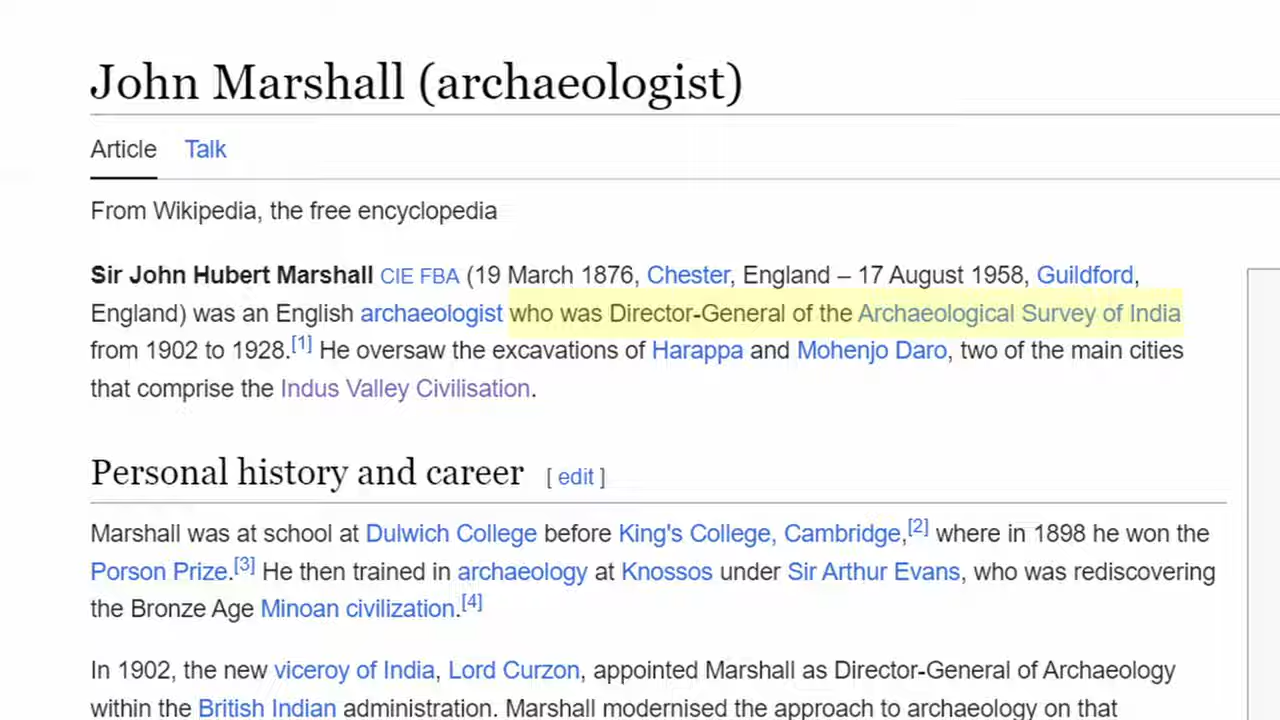 John Marshall (archaeologist)
Article Talk
From Wikipedia, the free encyclopedia
Sir John Hubert Marshall CIE FBA (19 March 1876, Chester, England – 17 August 1958, Guildford,
England) was an English archaeologist who was Director-General of the Archaeological Survey of India
from 1902 to 1928.[1] He oversaw the excavations of Harappa and Mohenjo Daro, two of the main cities
that comprise the Indus Valley Civilisation.
Personal history and career [ edit ]
Marshall was at school at Dulwich College before King's College, Cambridge,[2] where in 1898 he won the
Porson Prize.[3] He then trained in archaeology at Knossos under Sir Arthur Evans, who was rediscovering
the Bronze Age Minoan civilization.[4]
In 1902, the new viceroy of India, Lord Curzon, appointed Marshall as Director-General of Archaeology
within the British Indian administration. Marshall modernised the approach to archaeology on that